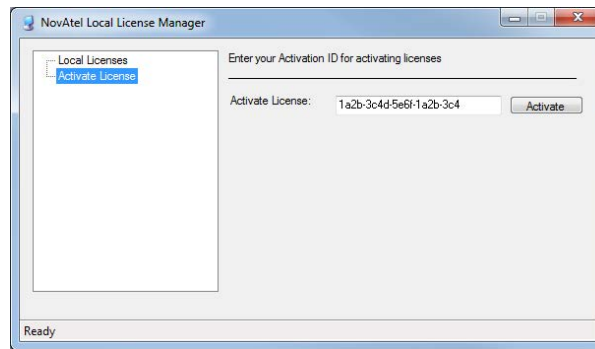 NovAtel Local License Manager
Local Licenses
Activate License
Enter your Activation ID for activating licenses
Activate License:
1a2b-3c4d-5e6f-1a2b-3c4
Activate
Ready